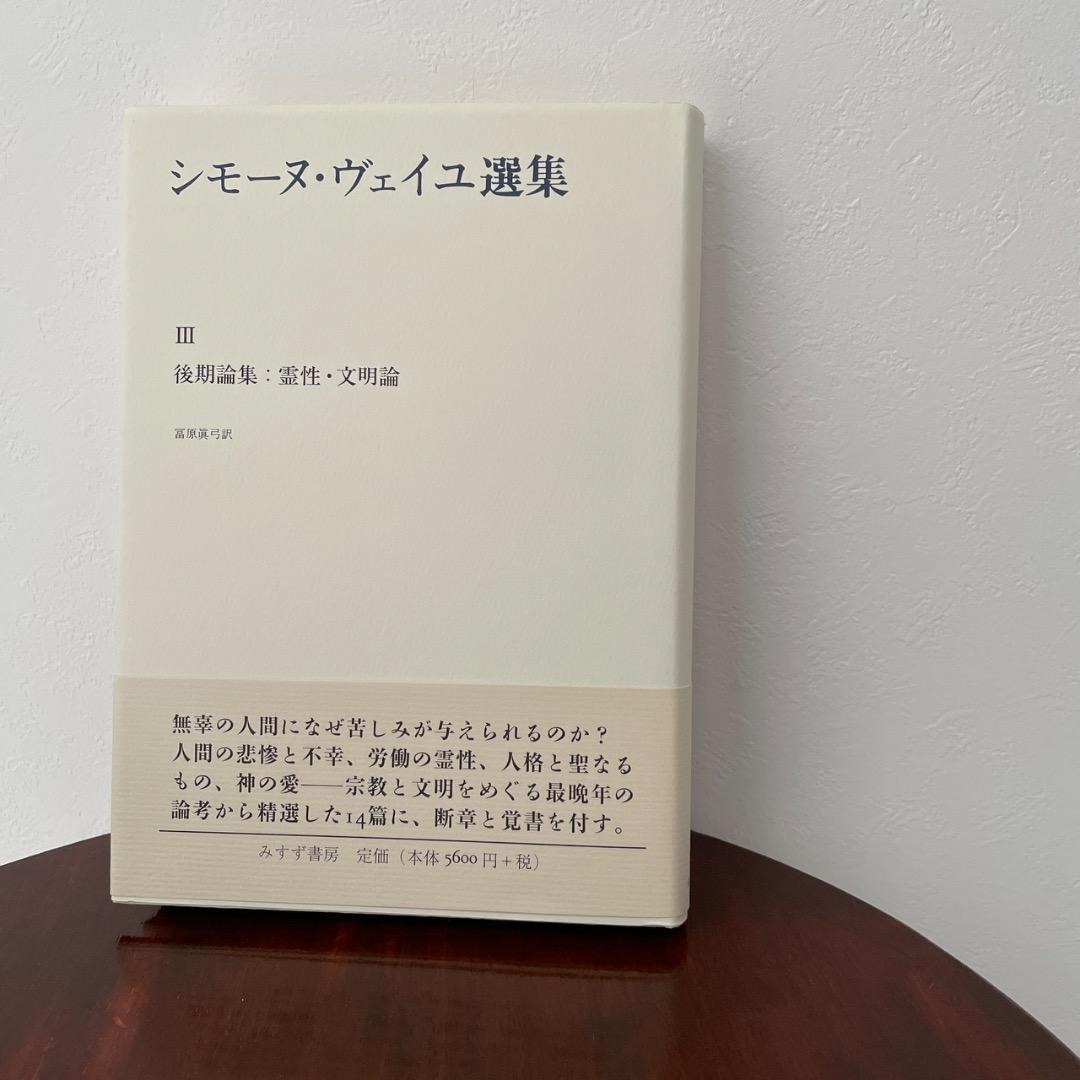 シモーヌ・ヴェイユ選集
Ⅲ
後期論集：霊性・文明論
冨原眞弓訳
無辜の人間になぜ苦しみが与えられるのか？
人間の悲惨と不幸、労働の霊性、人格と聖なる
もの、神の愛――宗教と文明をめぐる最晩年の
論考から精選した14篇に、断章と覚書を付す。
みすず書房　定価（本体5600円+税）